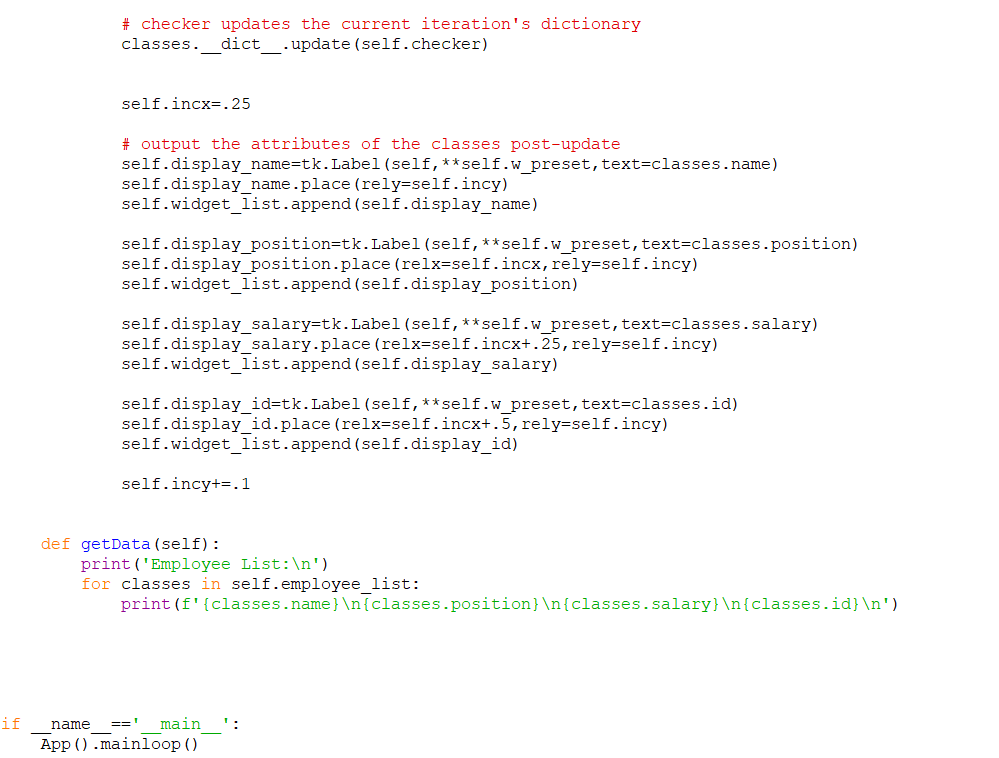 # checker updates the current iteration's dictionary
classes.__dict__.update(self.checker)
self.incx=.25
# output the attributes of the classes post-update
self.display_name=tk.Label(self,**self.w_preset,text=classes.name)
self.display_name.place(rely=self.incy)
self.widget_list.append(self.display_name)
self.display_position=tk.Label(self,**self.w_preset,text=classes.position)
self.display_position.place(relx=self.incx,rely=self.incy)
self.widget_list.append(self.display_position)
self.display_salary=tk.Label(self,**self.w_preset,text=classes.salary)
self.display_salary.place(relx=self.incx+.25,rely=self.incy)
self.widget_list.append(self.display_salary)
self.display_id=tk.Label(self,**self.w_preset,text=classes.id)
self.display_id.place(relx=self.incx+.5,rely=self.incy)
self.widget_list.append(self.display_id)
self.incy+=.1
def getData(self):
print('Employee List:\n')
for classes in self.employee_list:
print(f'{classes.name}\n{classes.position}\n{classes.salary}\n{classes.id}\n')
if __name__=='__main__':
App().mainloop()